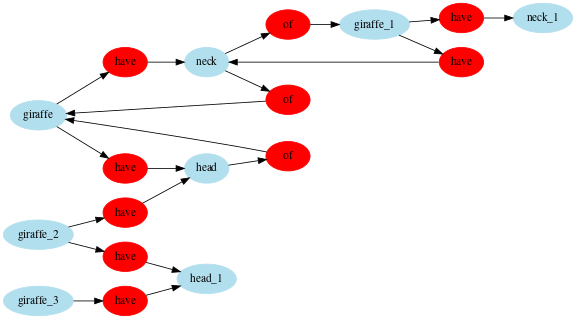 of
giraffe_1
have
neck_1
have
neck
have
of
giraffe
of
have
head
have
giraffe_2
have
head_1
giraffe_3
have